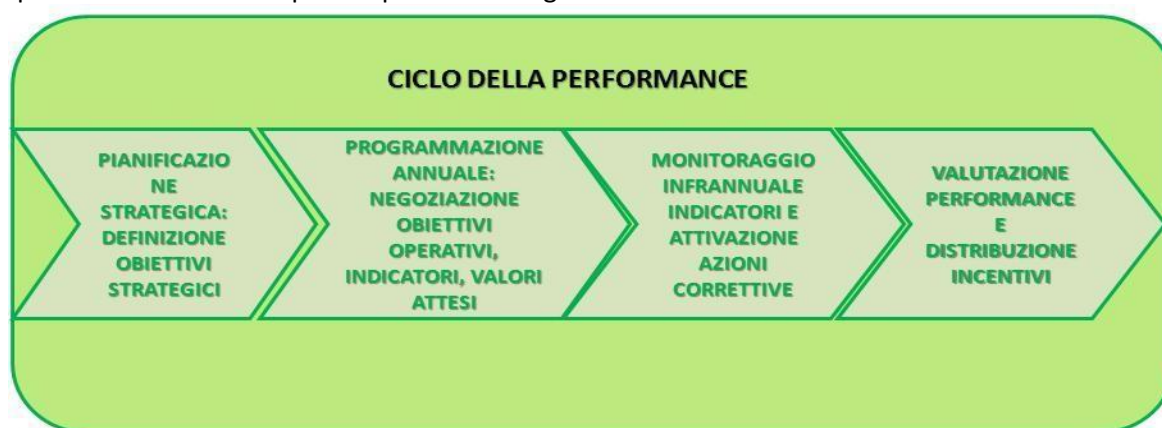 CICLO DELLA PERFORMANCE
PIANIFICAZIO
NE
STRATEGICA:
DEFINIZIONE
OBIETTIVI
STRATEGICI
PROGRAMMAZIONE
ANNUALE:
NEGOZIAZIONE
OBIETTIVI
OPERATIVI,
INDICATORI, VALORI
ATTESI
MONITORAGGIO
INFRANNUALE
INDICATORI E
ATTIVAZIONE
AZIONI
CORRETTIVE
VALUTAZIONE
PERFORMANCE
E
DISTRIBUZIONE
INCENTIVI